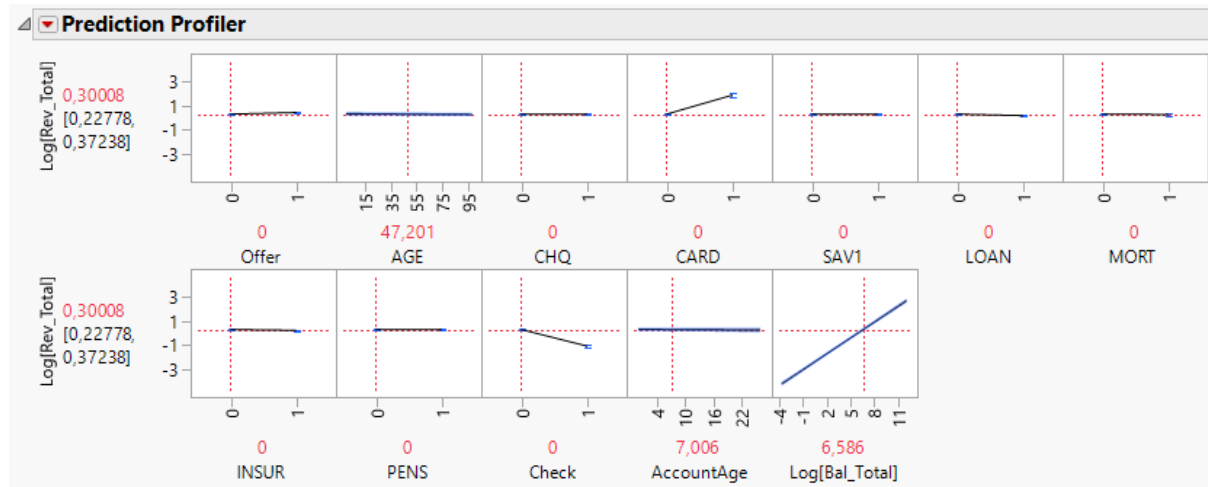 Prediction Profiler
Log[Rev_Total]
0,30008
[0,22778,
0,37238]
3
1
-1
-3
0 1
15 35 55 75 95
0 1
0 1
0 1
0 1
0 1
0 47,201 0 0 0 0 0
Offer AGE CHQ CARD SAV1 LOAN MORT
Log[Rev_Total]
0,30008
[0,22778,
0,37238]
3
1
-1
-3
0 1
0 1
0 1
4 10 16 22
-4 -1 2 5 8 11
0 0 0 7,006 6,586
INSUR PENS Check AccountAge Log[Bal_Total]